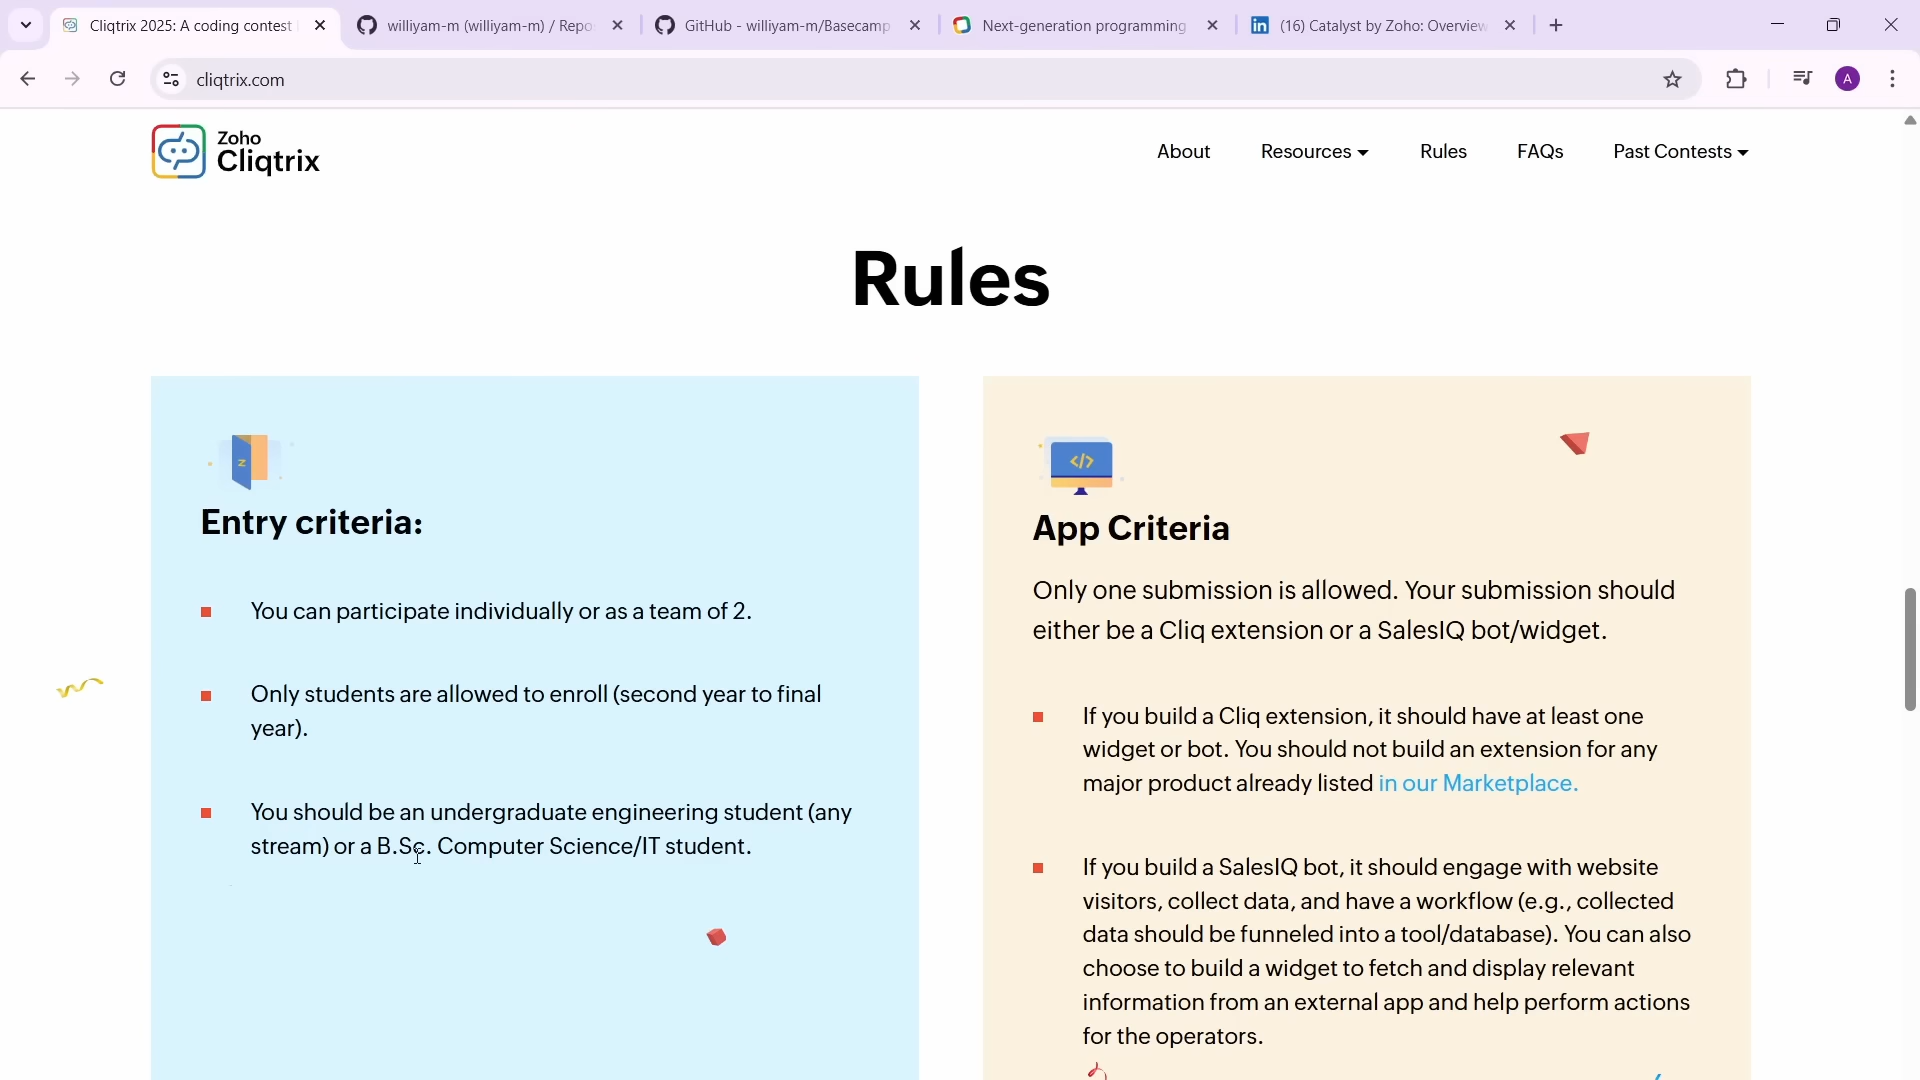 Cliqtrix 2025: A coding contest
williyam-m (williyam-m) / Repo
GitHub - williyam-m/Basecamp
Next-generation programming
(16) Catalyst by Zoho: Overview
cliqtrix.com
A
Zoho
Cliqtrix
About
Resources
Rules
FAQs
Past Contests
Rules
Z
Entry criteria:
You can participate individually or as a team of 2.
Only students are allowed to enroll (second year to final
year).
You should be an undergraduate engineering student (any
stream) or a B.Sc. Computer Science/IT student.
</>
App Criteria
Only one submission is allowed. Your submission should
either be a Cliq extension or a SalesIQ bot/widget.
If you build a Cliq extension, it should have at least one
widget or bot. You should not build an extension for any
major product already listed in our Marketplace.
If you build a SalesIQ bot, it should engage with website
visitors, collect data, and have a workflow (e.g., collected
data should be funneled into a tool/database). You can also
choose to build a widget to fetch and display relevant
information from an external app and help perform actions
for the operators.